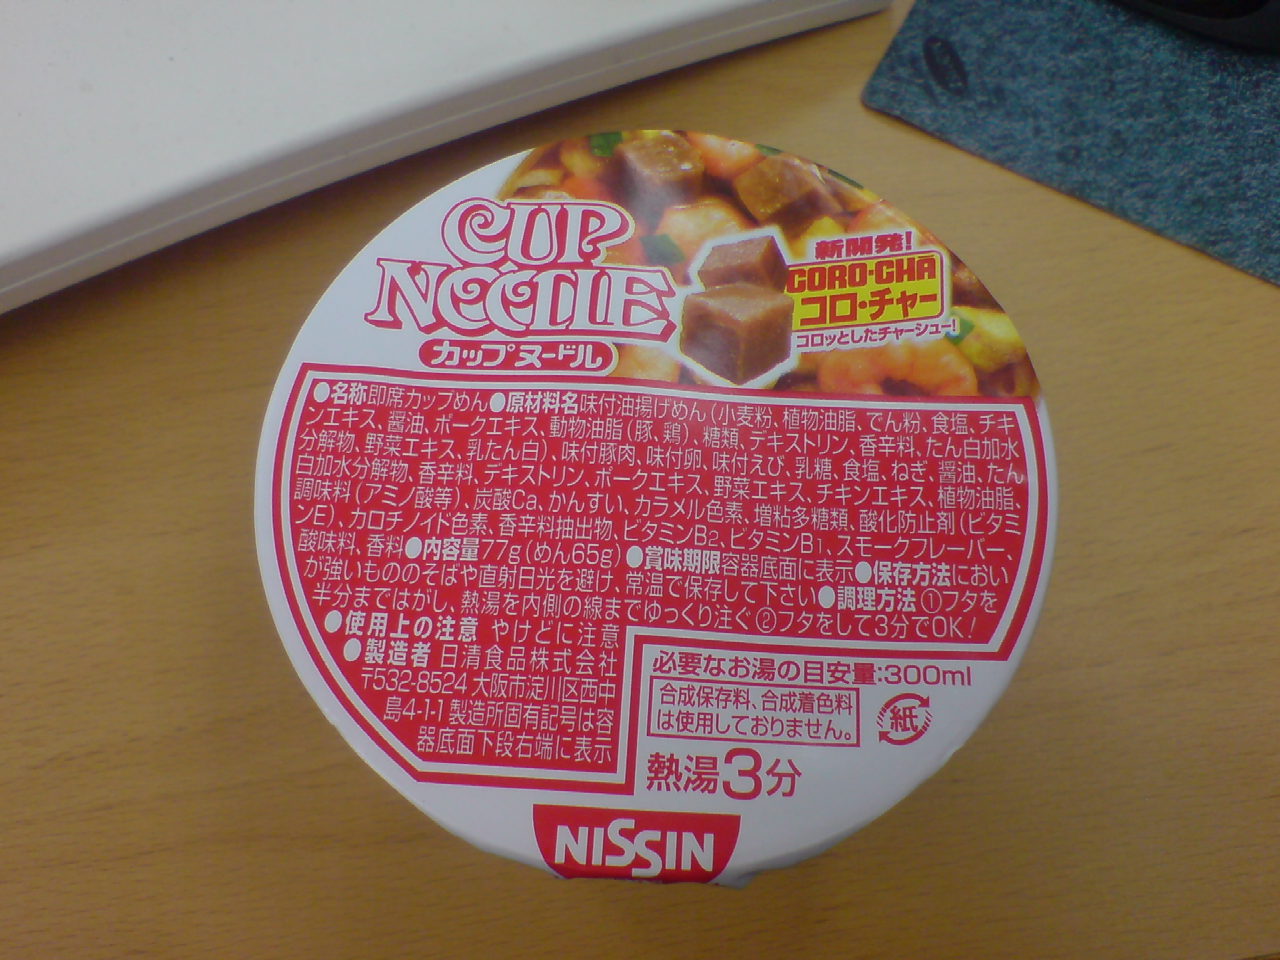 CUP
NOODLE
カップヌードル
新開発!
CORO・CHA
コロ・チャー
コロッとしたチャーシュー!
●名称即席カップめん●原材料名味付油揚げめん(小麦粉、植物油脂、でん粉、食塩、チキ
ンエキス、醤油、ポークエキス、動物油脂(豚、鶏)、糖類、デキストリン、香辛料、たん白加水
分解物、野菜エキス、乳たん白)、味付豚肉、味付卵、味付えび、乳糖、食塩、ねぎ、醤油、たん
白加水分解物、香辛料、デキストリン、ポークエキス、野菜エキス、チキンエキス、植物油脂、
調味料(アミノ酸等)、炭酸Ca、かんすい、カラメル色素、増粘多糖類、酸化防止剤(ビタミ
ンE)、カロチノイド色素、香辛料抽出物、ビタミンB2、ビタミンB1、スモークフレーバー、
酸味料、香料●内容量77g(めん65g)●賞味期限容器底面に表示●保存方法におい
が強いもののそばや直射日光を避け、常温で保存して下さい●調理方法①フタを
半分まではがし、熱湯を内側の線までゆっくり注ぐ②フタをして3分でOK!
●使用上の注意 やけどに注意
●製造者 日清食品株式会社
〒532-8524 大阪市淀川区西中
島4-1-1 製造所固有記号は容
器底面下段右端に表示
必要なお湯の目安量:300ml
合成保存料、合成着色料
は使用しておりません。
紙
熱湯3分
NISSIN